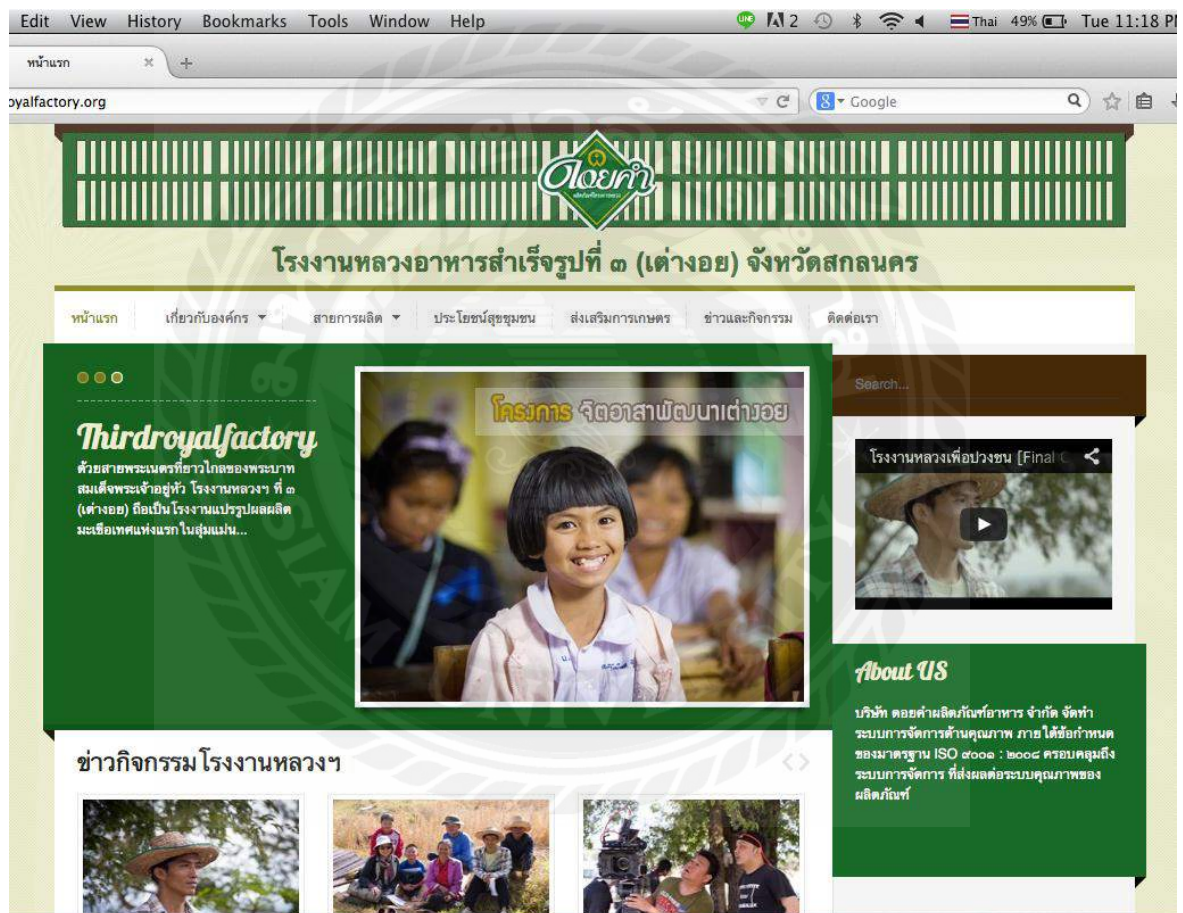 Edit View History Bookmarks Tools Window Help 2 Thai 49% Tue 11:18
หน้าแรก
oyalfactory.org Google
ดอยคำ
โรงงานหลวงอาหารสำเร็จรูปที่ ๓ (เต่างอย) จังหวัดสกลนคร
หน้าแรก เกี่ยวกับองค์กร สายการผลิต ประโยชน์สุขชุมชน ส่งเสริมการเกษตร ข่าวและกิจกรรม ติดต่อเรา
Search...
โครงการ จิตอาสาพัฒนาเต่างอย
Thirdroyalfactory
ด้วยสายพระเนตรที่ยาวไกลของพระบาท
สมเด็จพระเจ้าอยู่หัว โรงงานหลวงฯ ที่ ๓
(เต่างอย) ถือเป็นโรงงานแปรรูปผลผลิต
มะเขือเทศแห่งแรกในลุ่มแม่น...
โรงงานหลวงเพื่อปวงชน [Final
About US
บริษัท ดอยคำผลิตภัณฑ์อาหาร จำกัด จัดทำ
ระบบการจัดการด้านคุณภาพ ภายใต้ข้อกำหนด
ของมาตรฐาน ISO ๙๐๐๑ : ๒๐๐๘ ครอบคลุมถึง
ระบบการจัดการ ที่ส่งผลต่อระบบคุณภาพของ
ผลิตภัณฑ์
ข่าวกิจกรรมโรงงานหลวงฯ